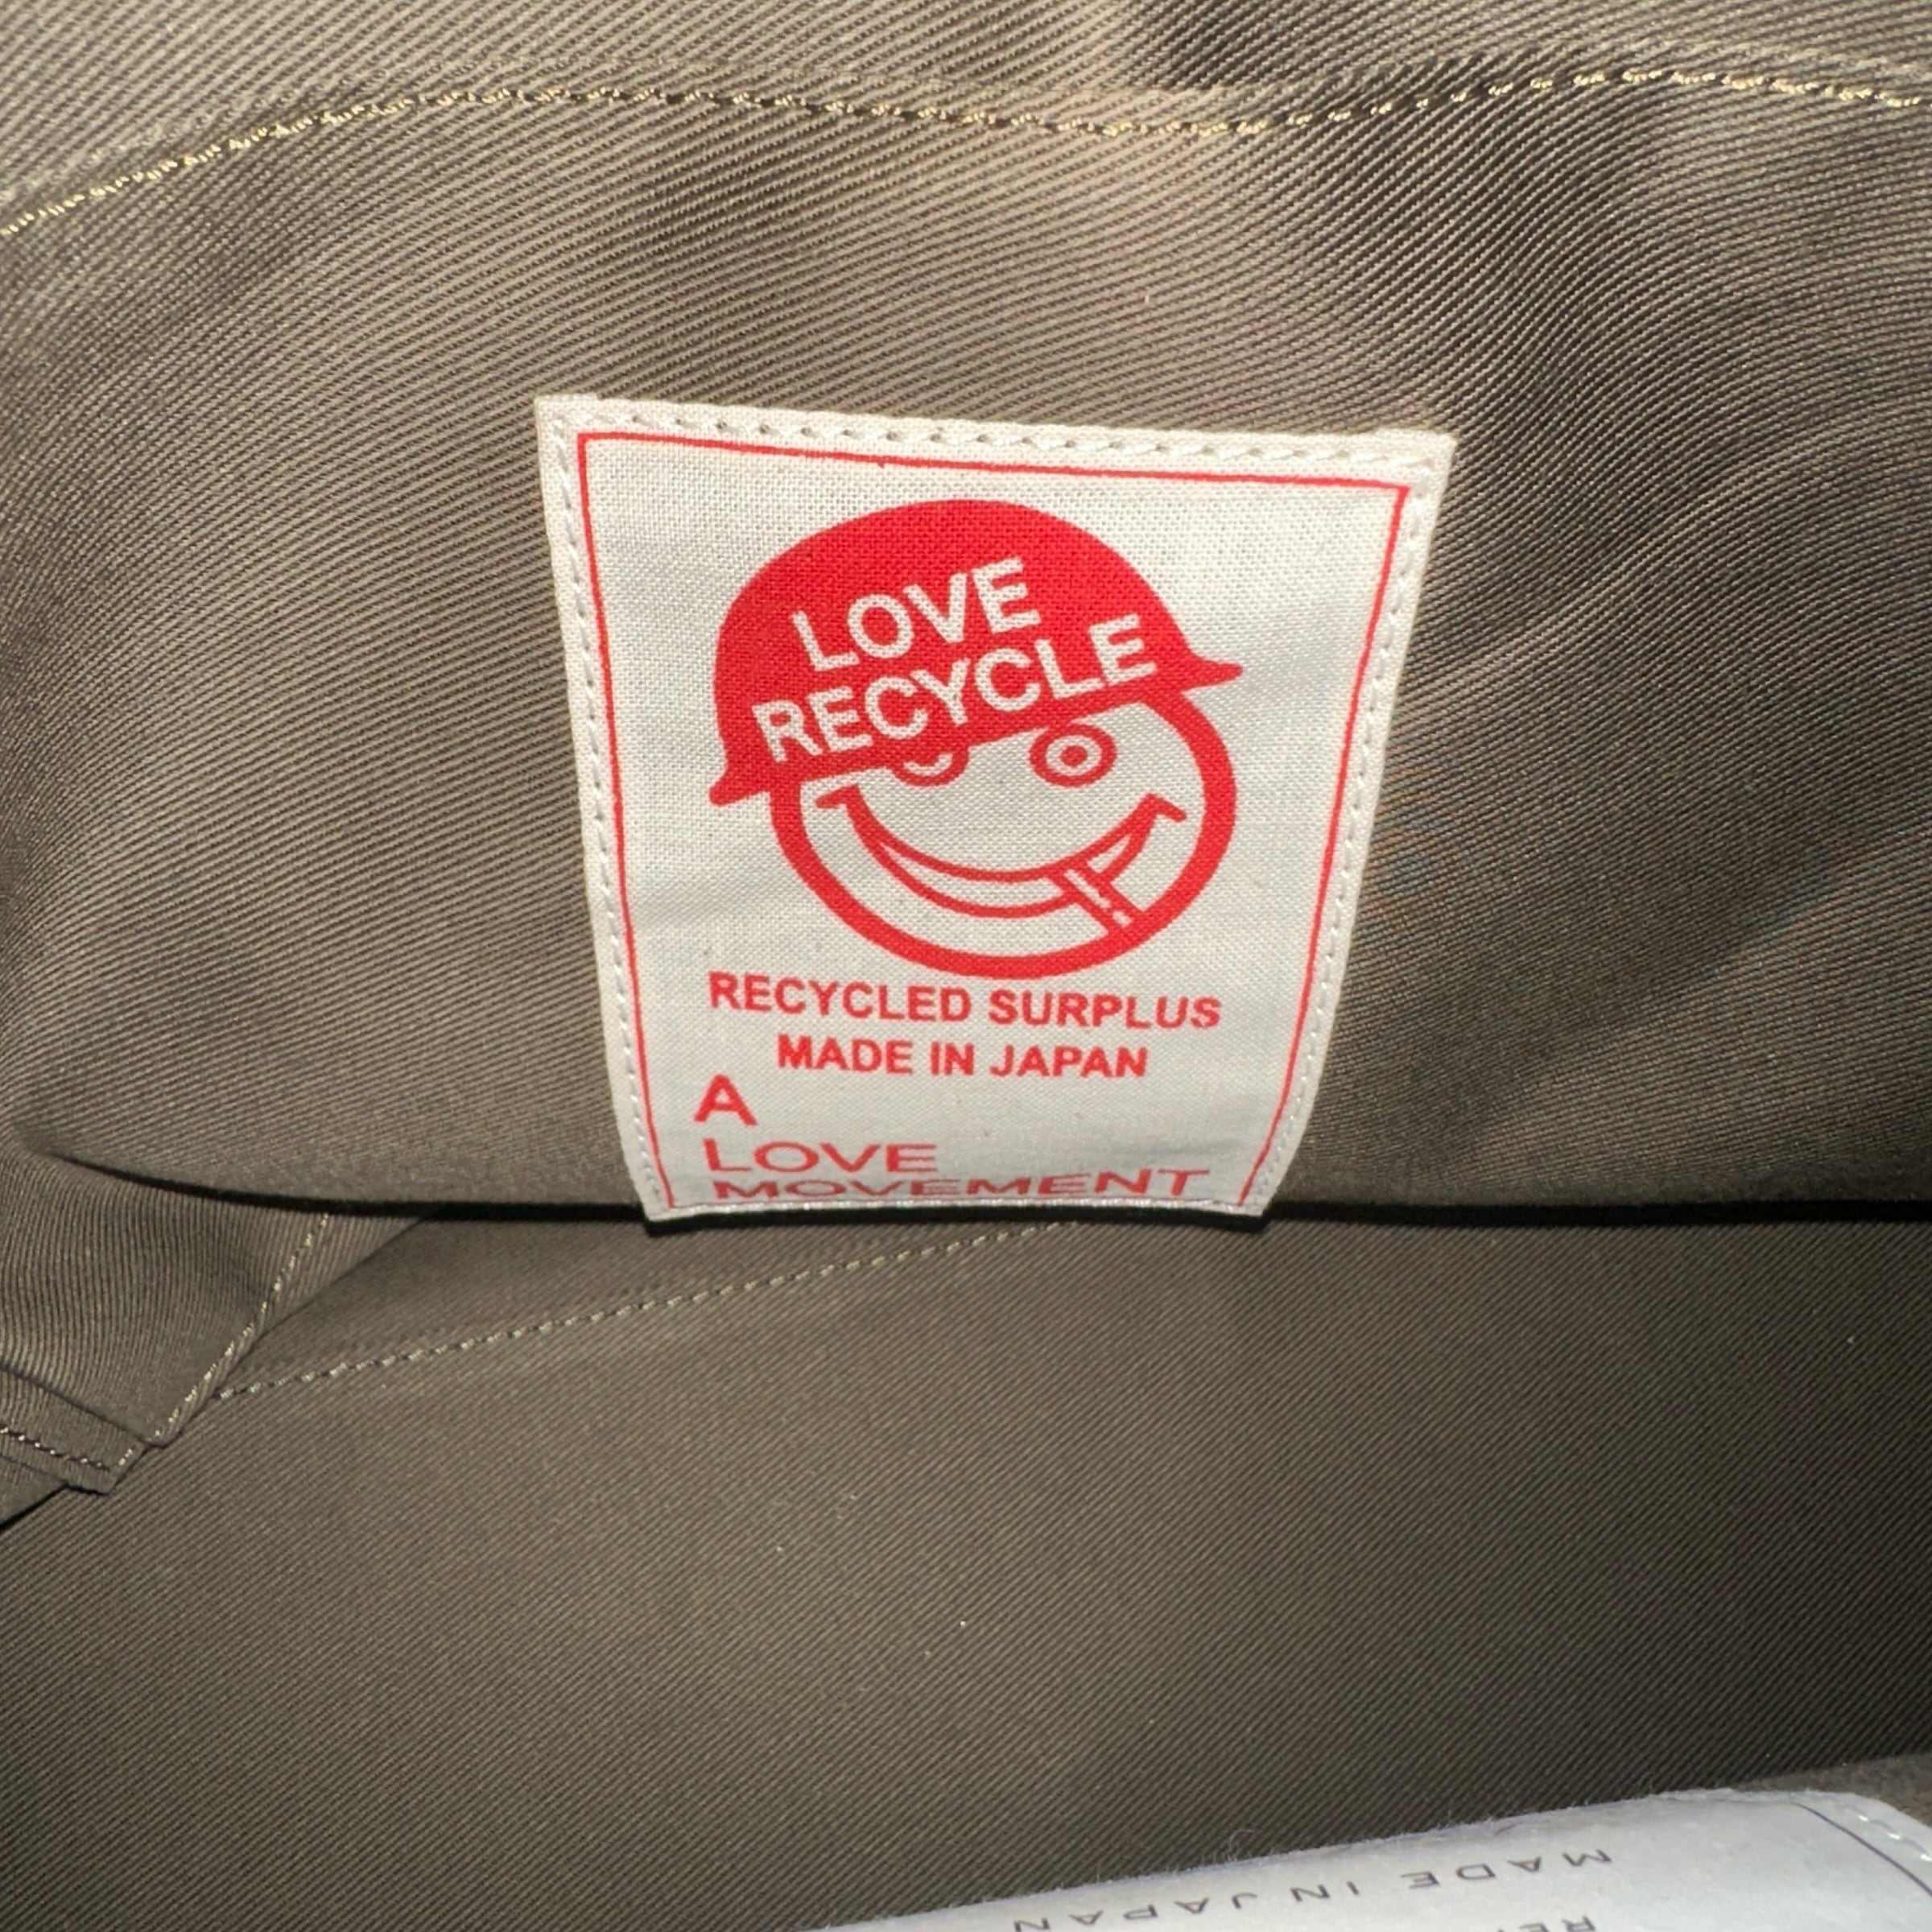 LOVE
RECYCLE
RECYCLED SURPLUS
MADE IN JAPAN
A
LOVE
MOVEMENT
MADE IN JAPAN